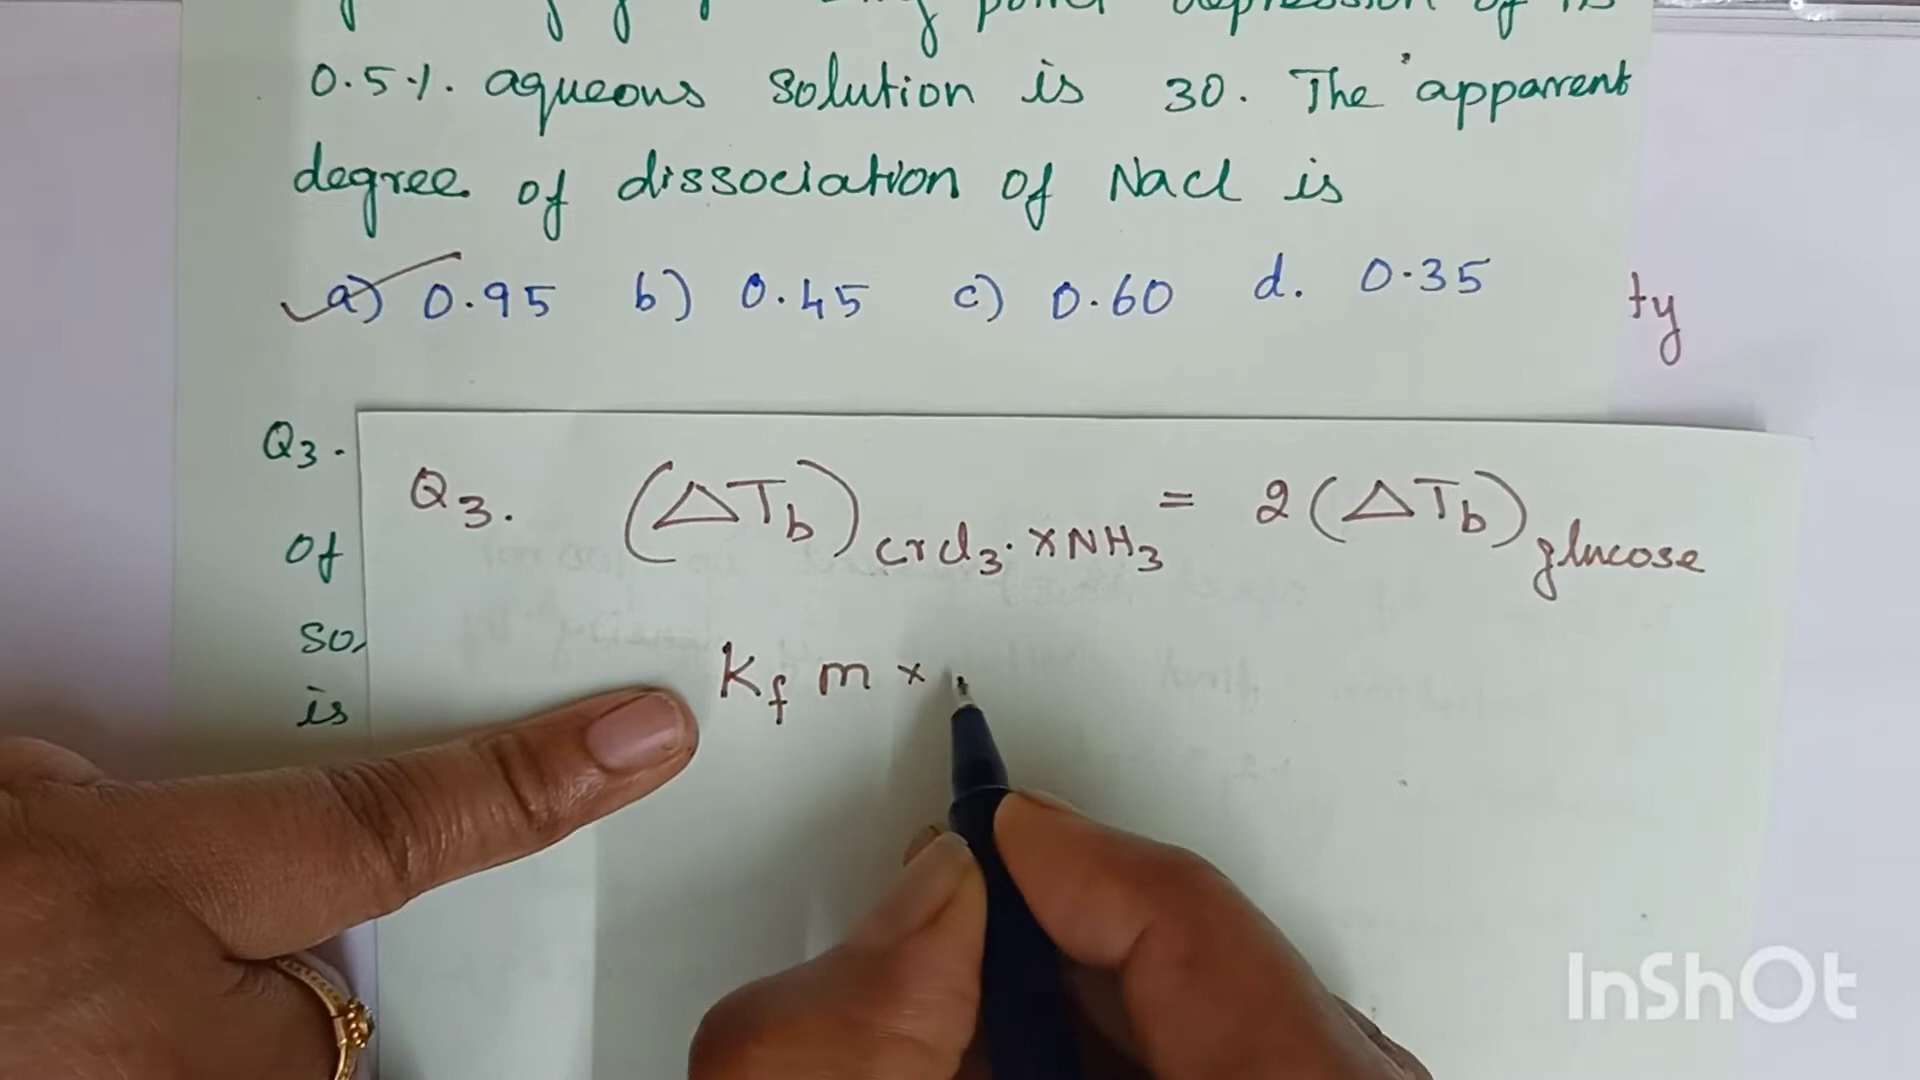 0.5%. aqueous solution is 30. The apparent
degree of dissociation of Nacl is
a) 0.95 b) 0.45 c) 0.60 d. 0.35
ty
Q3.
of
so
is
Q3. (ΔTb)CrCl3·xNH3 = 2(ΔTb)glucose
Kf m ×
InShOt